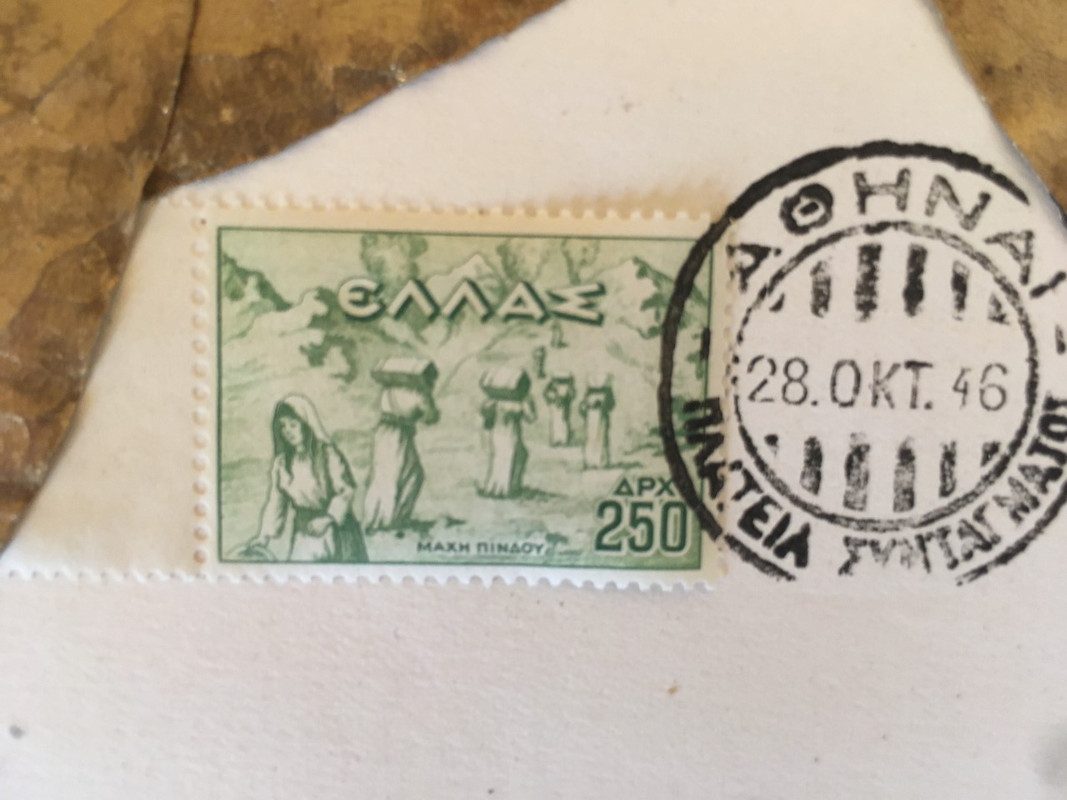 ΕΛΛΑΣ
ΔΡΧ
250
ΜΑΧΗ ΠΙΝΔΟΥ
ΑΘΗΝΑΙ
28.ΟΚΤ.46
ΠΛΑΤΕΙΑ ΣΥΝΤΑΓΜΑΤΟΣ